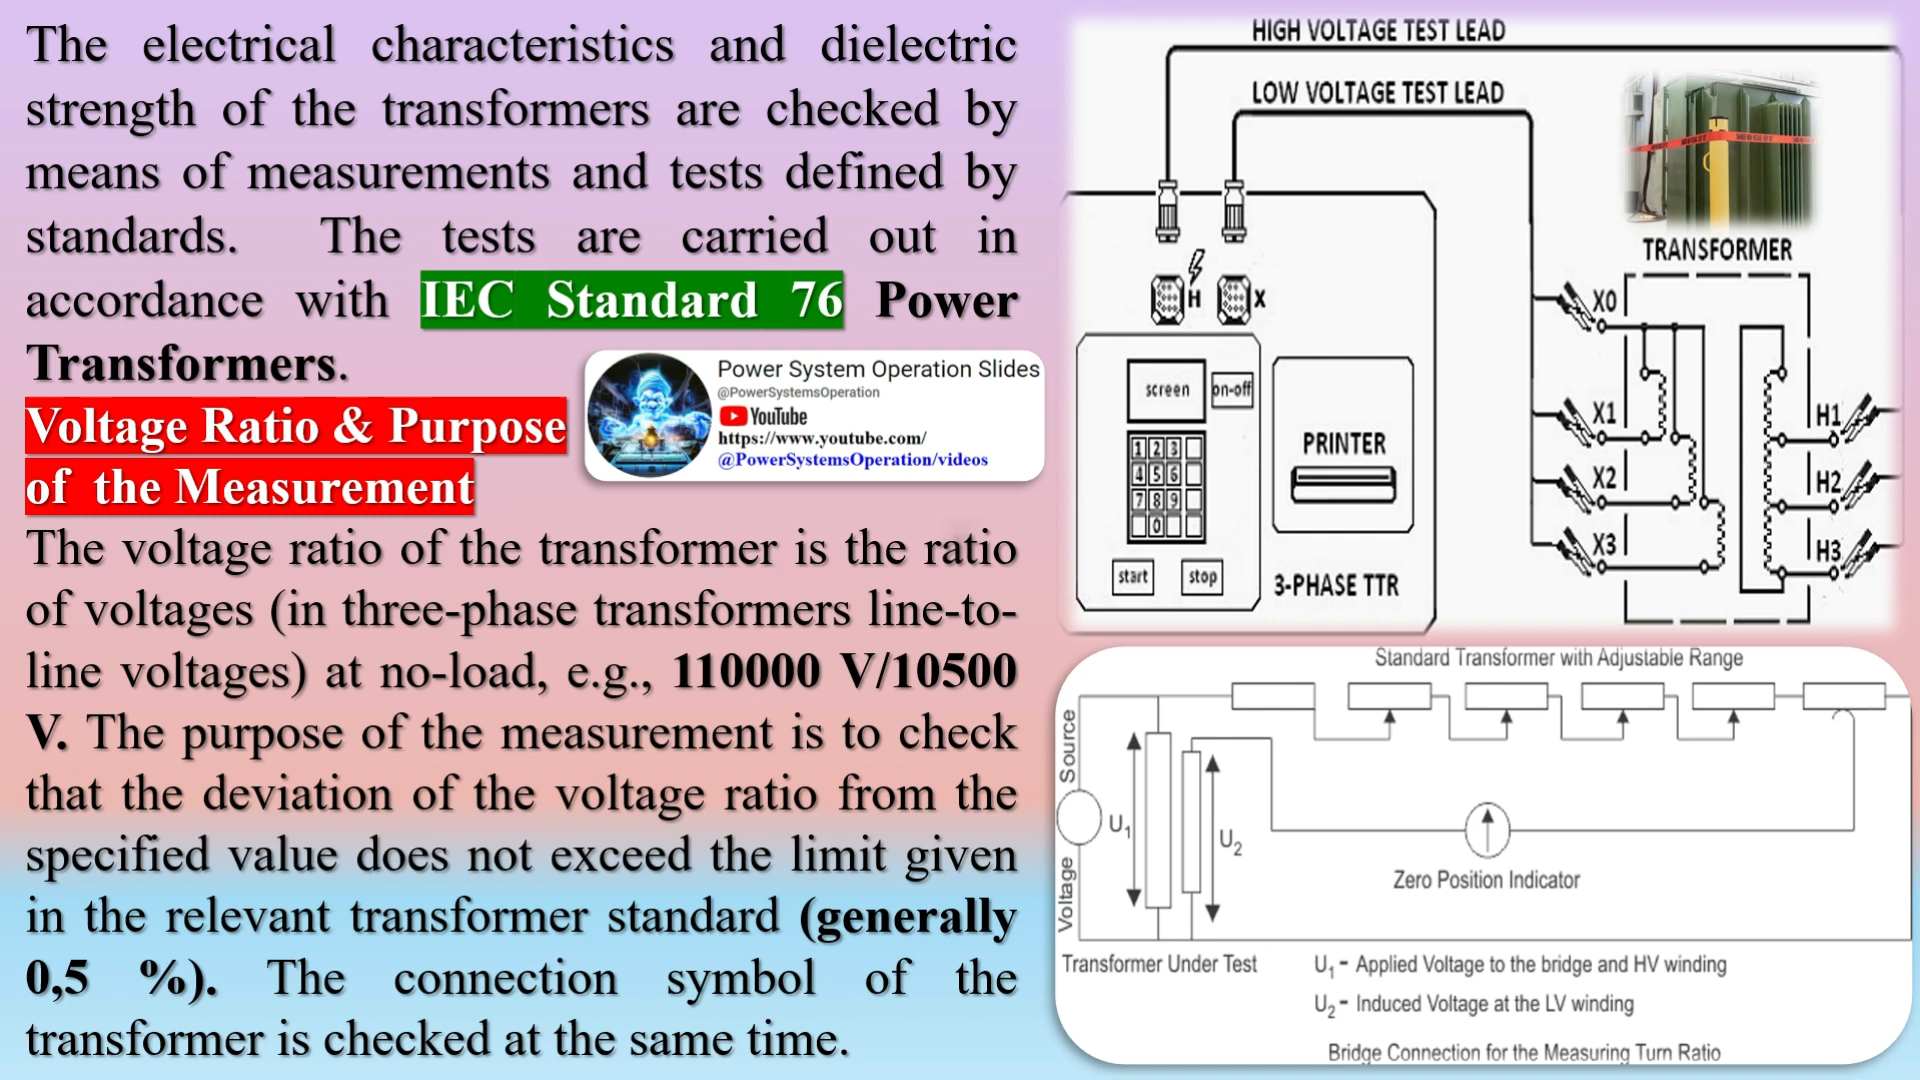 The electrical characteristics and dielectric
strength of the transformers are checked by
means of measurements and tests defined by
standards. The tests are carried out in
accordance with IEC Standard 76 Power
Transformers.
Voltage Ratio & Purpose
of the Measurement
The voltage ratio of the transformer is the ratio
of voltages (in three-phase transformers line-to-
line voltages) at no-load, e.g., 110000 V/10500
V. The purpose of the measurement is to check
that the deviation of the voltage ratio from the
specified value does not exceed the limit given
in the relevant transformer standard (generally
0,5 %). The connection symbol of the
transformer is checked at the same time.
Power System Operation Slides
@PowerSystemsOperation
YouTube
https://www.youtube.com/
@PowerSystemsOperation/videos
HIGH VOLTAGE TEST LEAD
LOW VOLTAGE TEST LEAD
TRANSFORMER
H X
X0
X1
X2
X3
H1
H2
H3
screen
on-off
1 2 3
4 5 6
7 8 9
0
start stop
PRINTER
3-PHASE TTR
Standard Transformer with Adjustable Range
Voltage Source
U1
U2
Zero Position Indicator
Transformer Under Test
U1 - Applied Voltage to the bridge and HV winding
U2 - Induced Voltage at the LV winding
Bridge Connection for the Measuring Turn Ratio